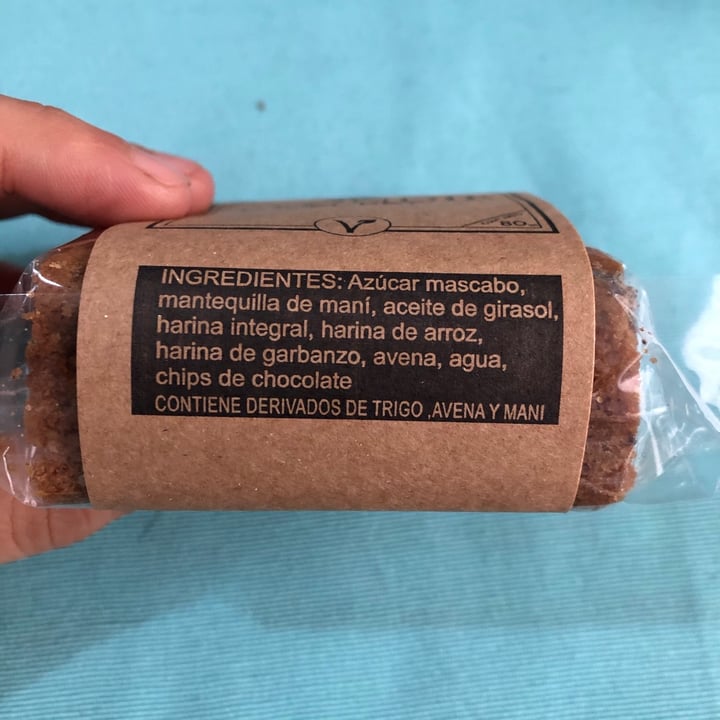 80
INGREDIENTES: Azúcar mascabo,
mantequilla de maní, aceite de girasol,
harina integral, harina de arroz,
harina de garbanzo, avena, agua,
chips de chocolate
CONTIENE DERIVADOS DE TRIGO ,AVENA Y MANI